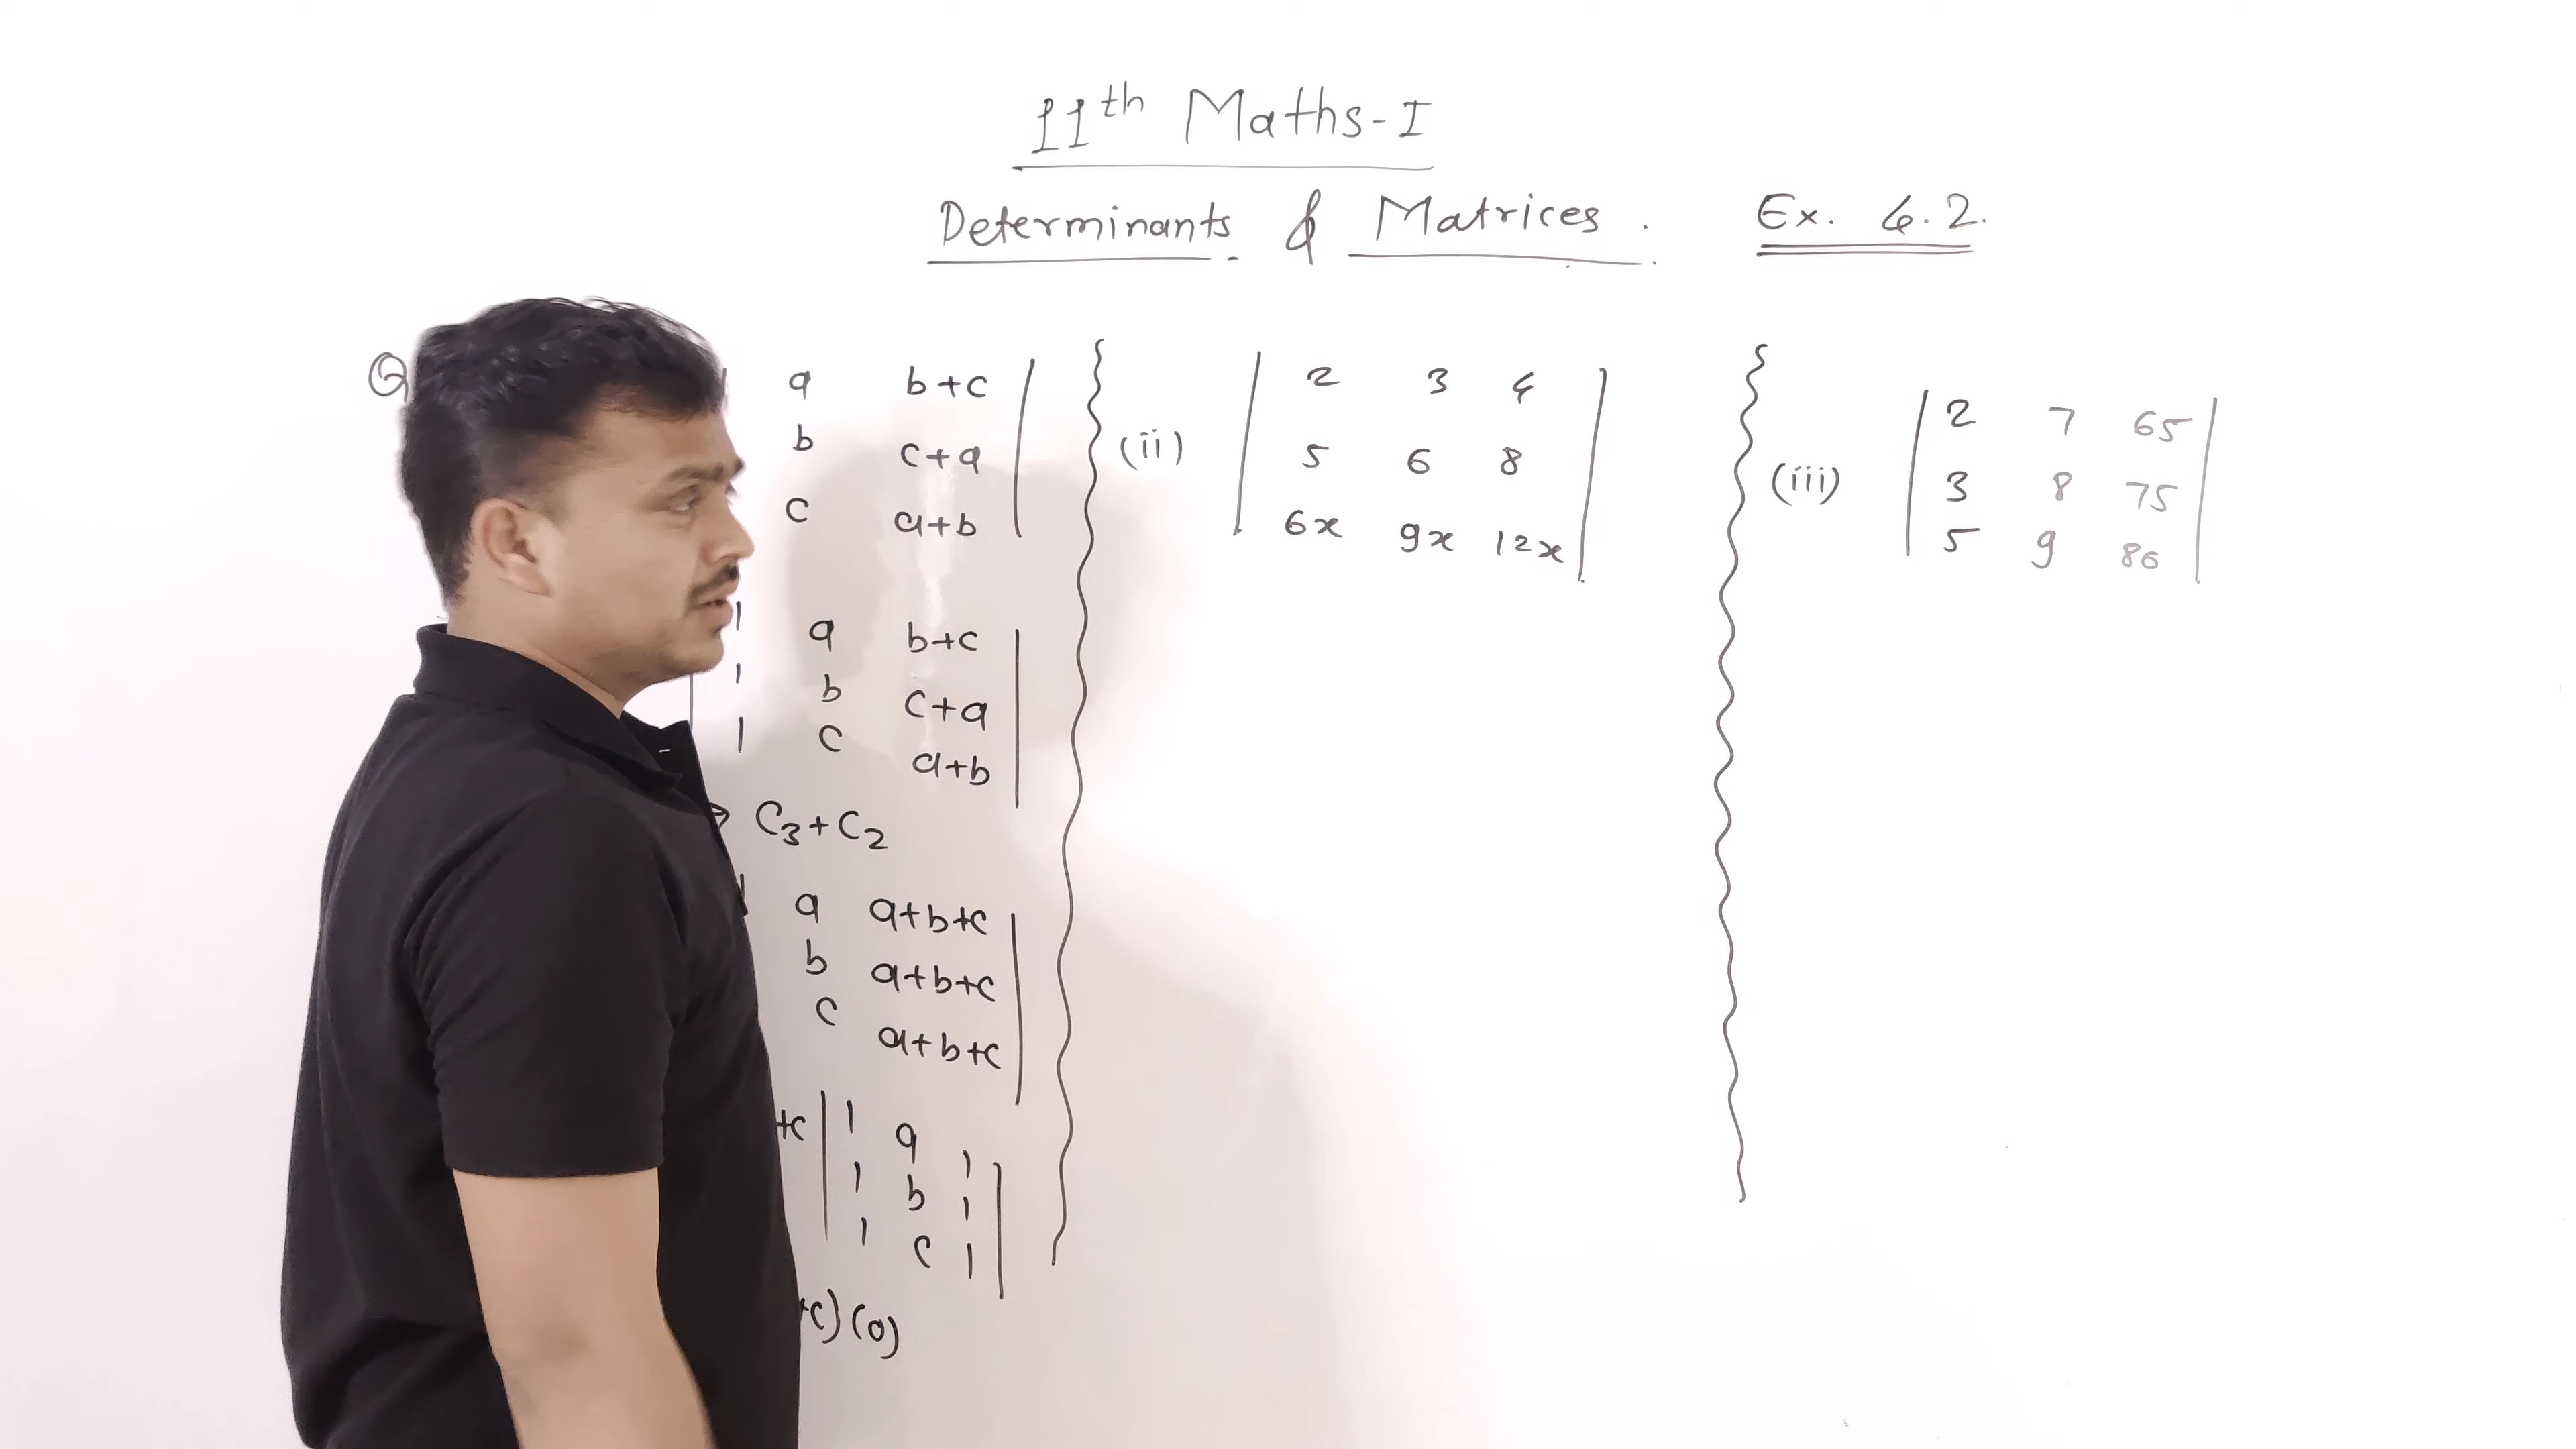 11th Maths-I
Determinants & Matrices. Ex. 4.2.
Q
a b+c
b c+a
c a+b
1 a b+c
1 b c+a
1 c a+b
→ C3+C2
a a+b+c
b a+b+c
c a+b+c
+c | 1 a 1
1 b 1
1 c 1 |
+c) (0)
(ii)
2 3 4
5 6 8
6x 9x 12x
(iii)
2 7 65
3 8 75
5 9 86